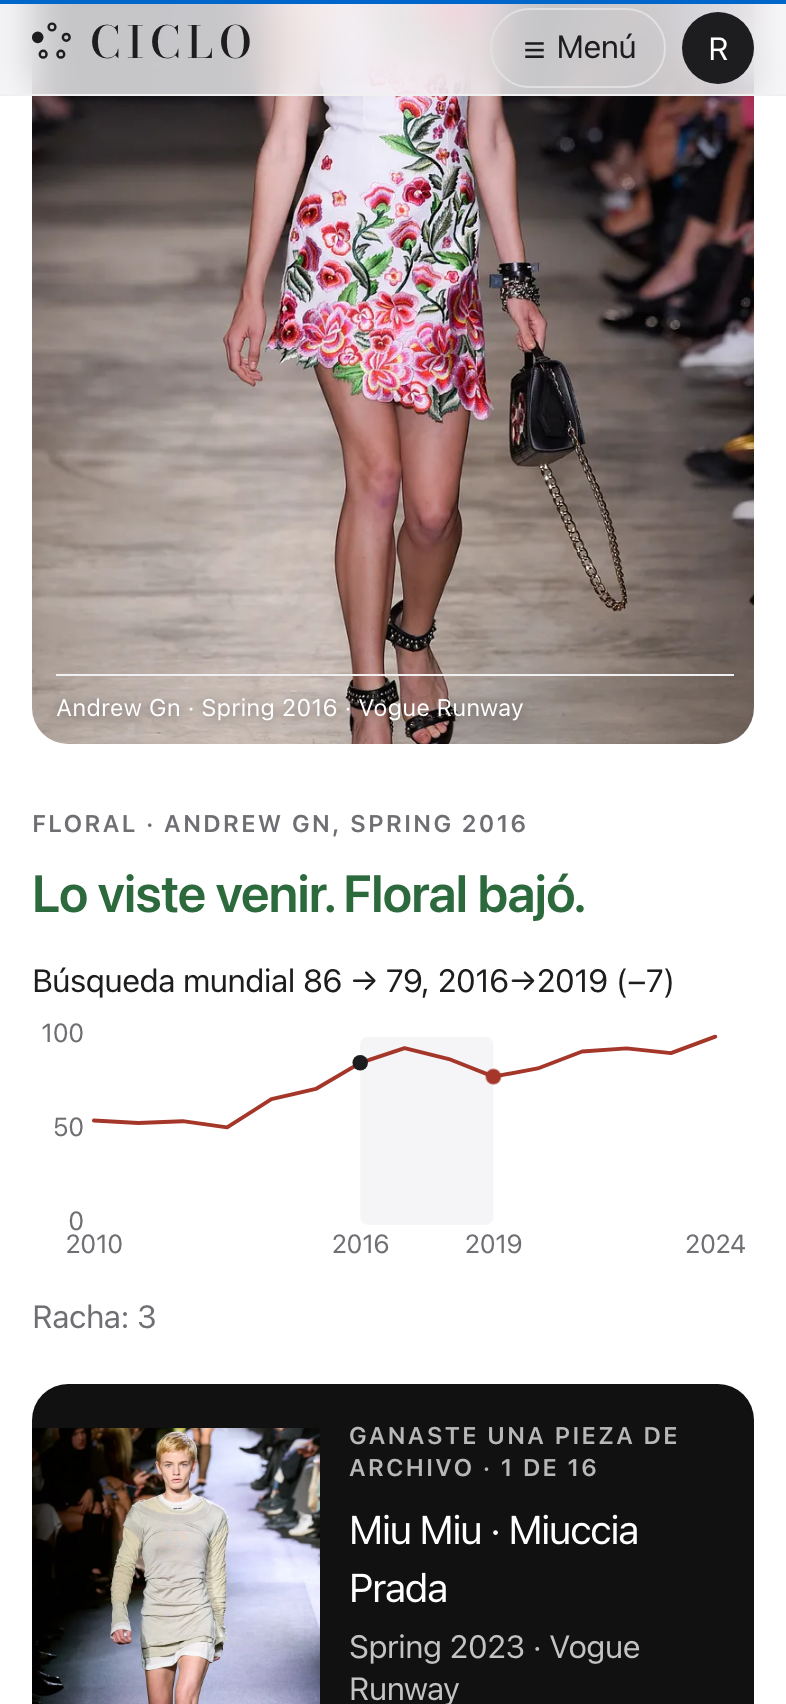 CICLO
≡ Menú
R
Andrew Gn · Spring 2016 · Vogue Runway
FLORAL · ANDREW GN, SPRING 2016
Lo viste venir. Floral bajó.
Búsqueda mundial 86 → 79, 2016→2019 (−7)
100
50
0
2010 2016 2019 2024
Racha: 3
GANASTE UNA PIEZA DE
ARCHIVO · 1 DE 16
Miu Miu · Miuccia
Prada
Spring 2023 · Vogue
Runway